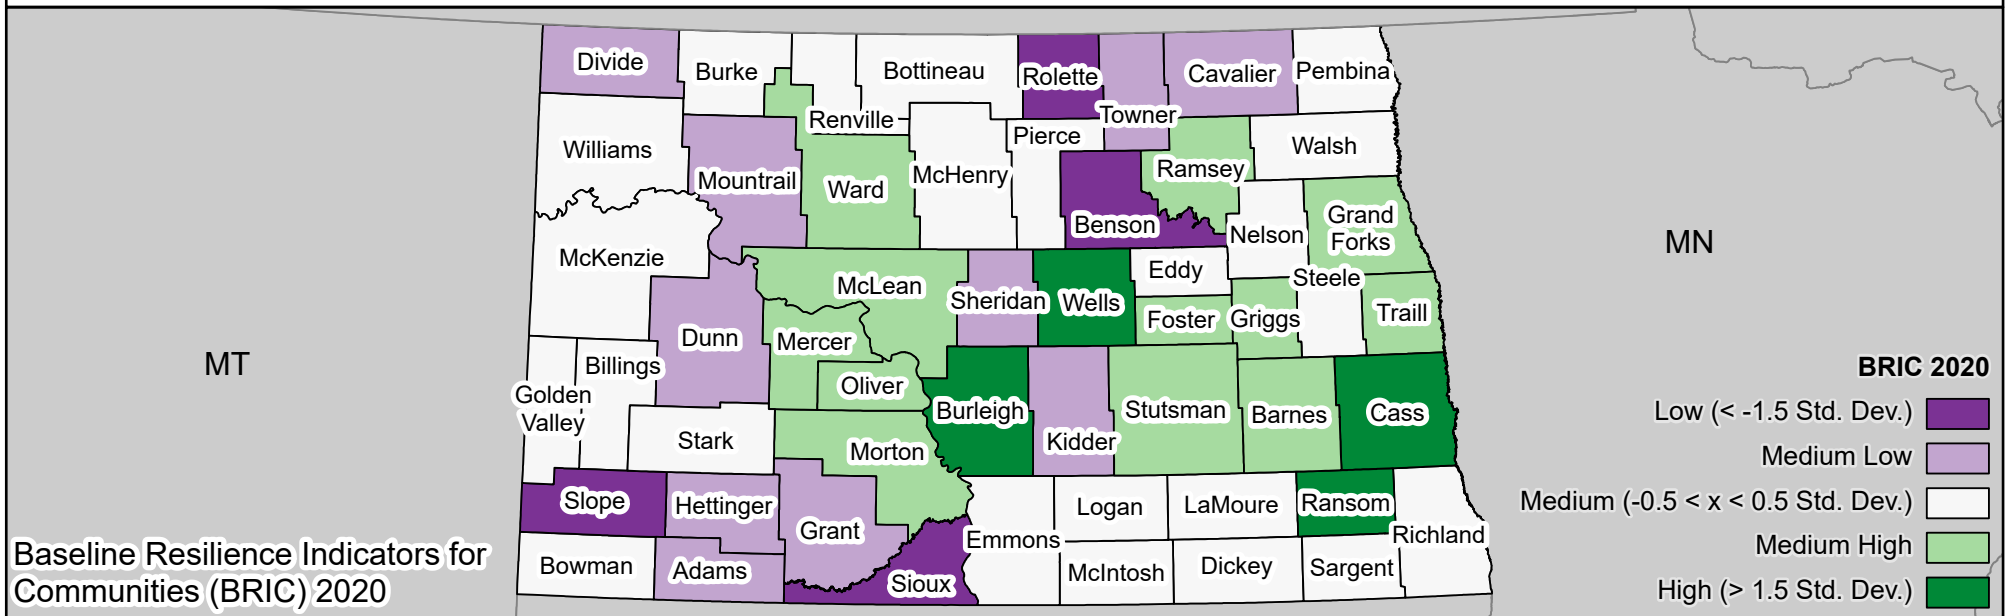 Divide
Burke
Bottineau
Rolette
Cavalier
Pembina
Renville
Towner
Pierce
Williams
Walsh
Mountrail
Ward
McHenry
Ramsey
Grand
Forks
Benson
Nelson
MN
McKenzie
Eddy
Steele
McLean
Sheridan
Wells
Foster
Griggs
Traill
Dunn
Mercer
MT
Billings
Oliver
Golden
Valley
Burleigh
Stutsman
Barnes
Cass
Stark
Kidder
Morton
Slope
Hettinger
Logan
LaMoure
Ransom
Grant
Emmons
Richland
Bowman
Adams
McIntosh
Dickey
Sargent
Sioux
BRIC 2020
Low (< -1.5 Std. Dev.)
Medium Low
Medium (-0.5 < x < 0.5 Std. Dev.)
Medium High
High (> 1.5 Std. Dev.)
Baseline Resilience Indicators for
Communities (BRIC) 2020